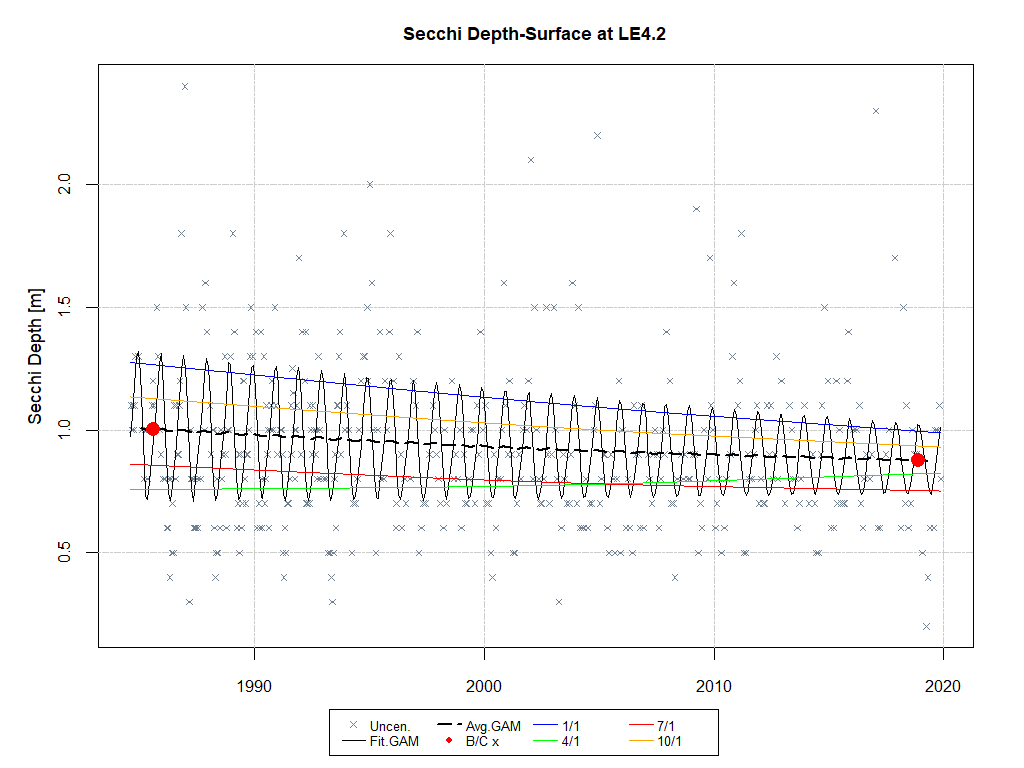 Secchi Depth-Surface at LE4.2
Secchi Depth [m]
2.0
1.5
1.0
0.5
1990 2000 2010 2020
Uncen. Avg.GAM 1/1 7/1
Fit.GAM B/C x 4/1 10/1